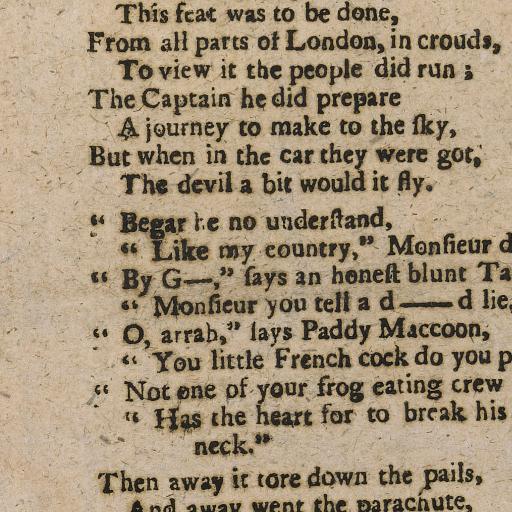 This feat was to be done,
From all parts of London, in crouds,
To view it the people did run;
The Captain he did prepare
A journey to make to the ſky,
But when in the car they were got,
The devil a bit would it fly.
“ Begar he no underſtand,
“ Like my country,” Monſieur d
“ By G—,” ſays an honeſt blunt Ta
“ Monſieur you tell a d——d lie,
“ O, arrah,” ſays Paddy Maccoon,
“ You little French cock do you p
“ Not one of your frog eating crew
“ Has the heart for to break his
neck.”
Then away it tore down the pails,
And away went the parachute,